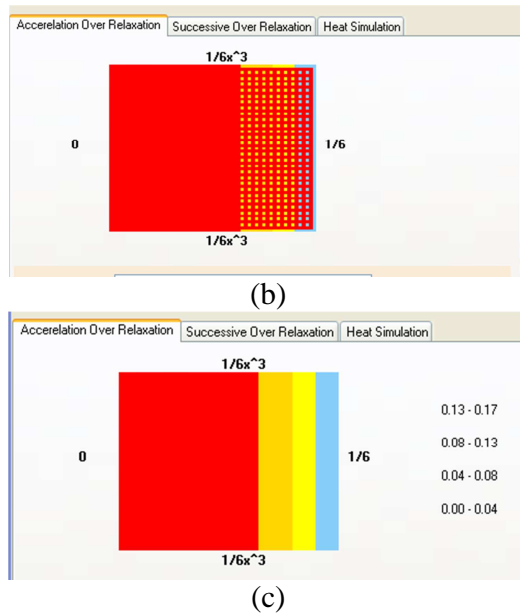 Accerelation Over Relaxation Successive Over Relaxation Heat Simulation
1/6x^3
0 1/6
1/6x^3
(b)
Accerelation Over Relaxation Successive Over Relaxation Heat Simulation
1/6x^3
0.13 - 0.17
0.08 - 0.13
0 1/6
0.04 - 0.08
0.00 - 0.04
1/6x^3
(c)